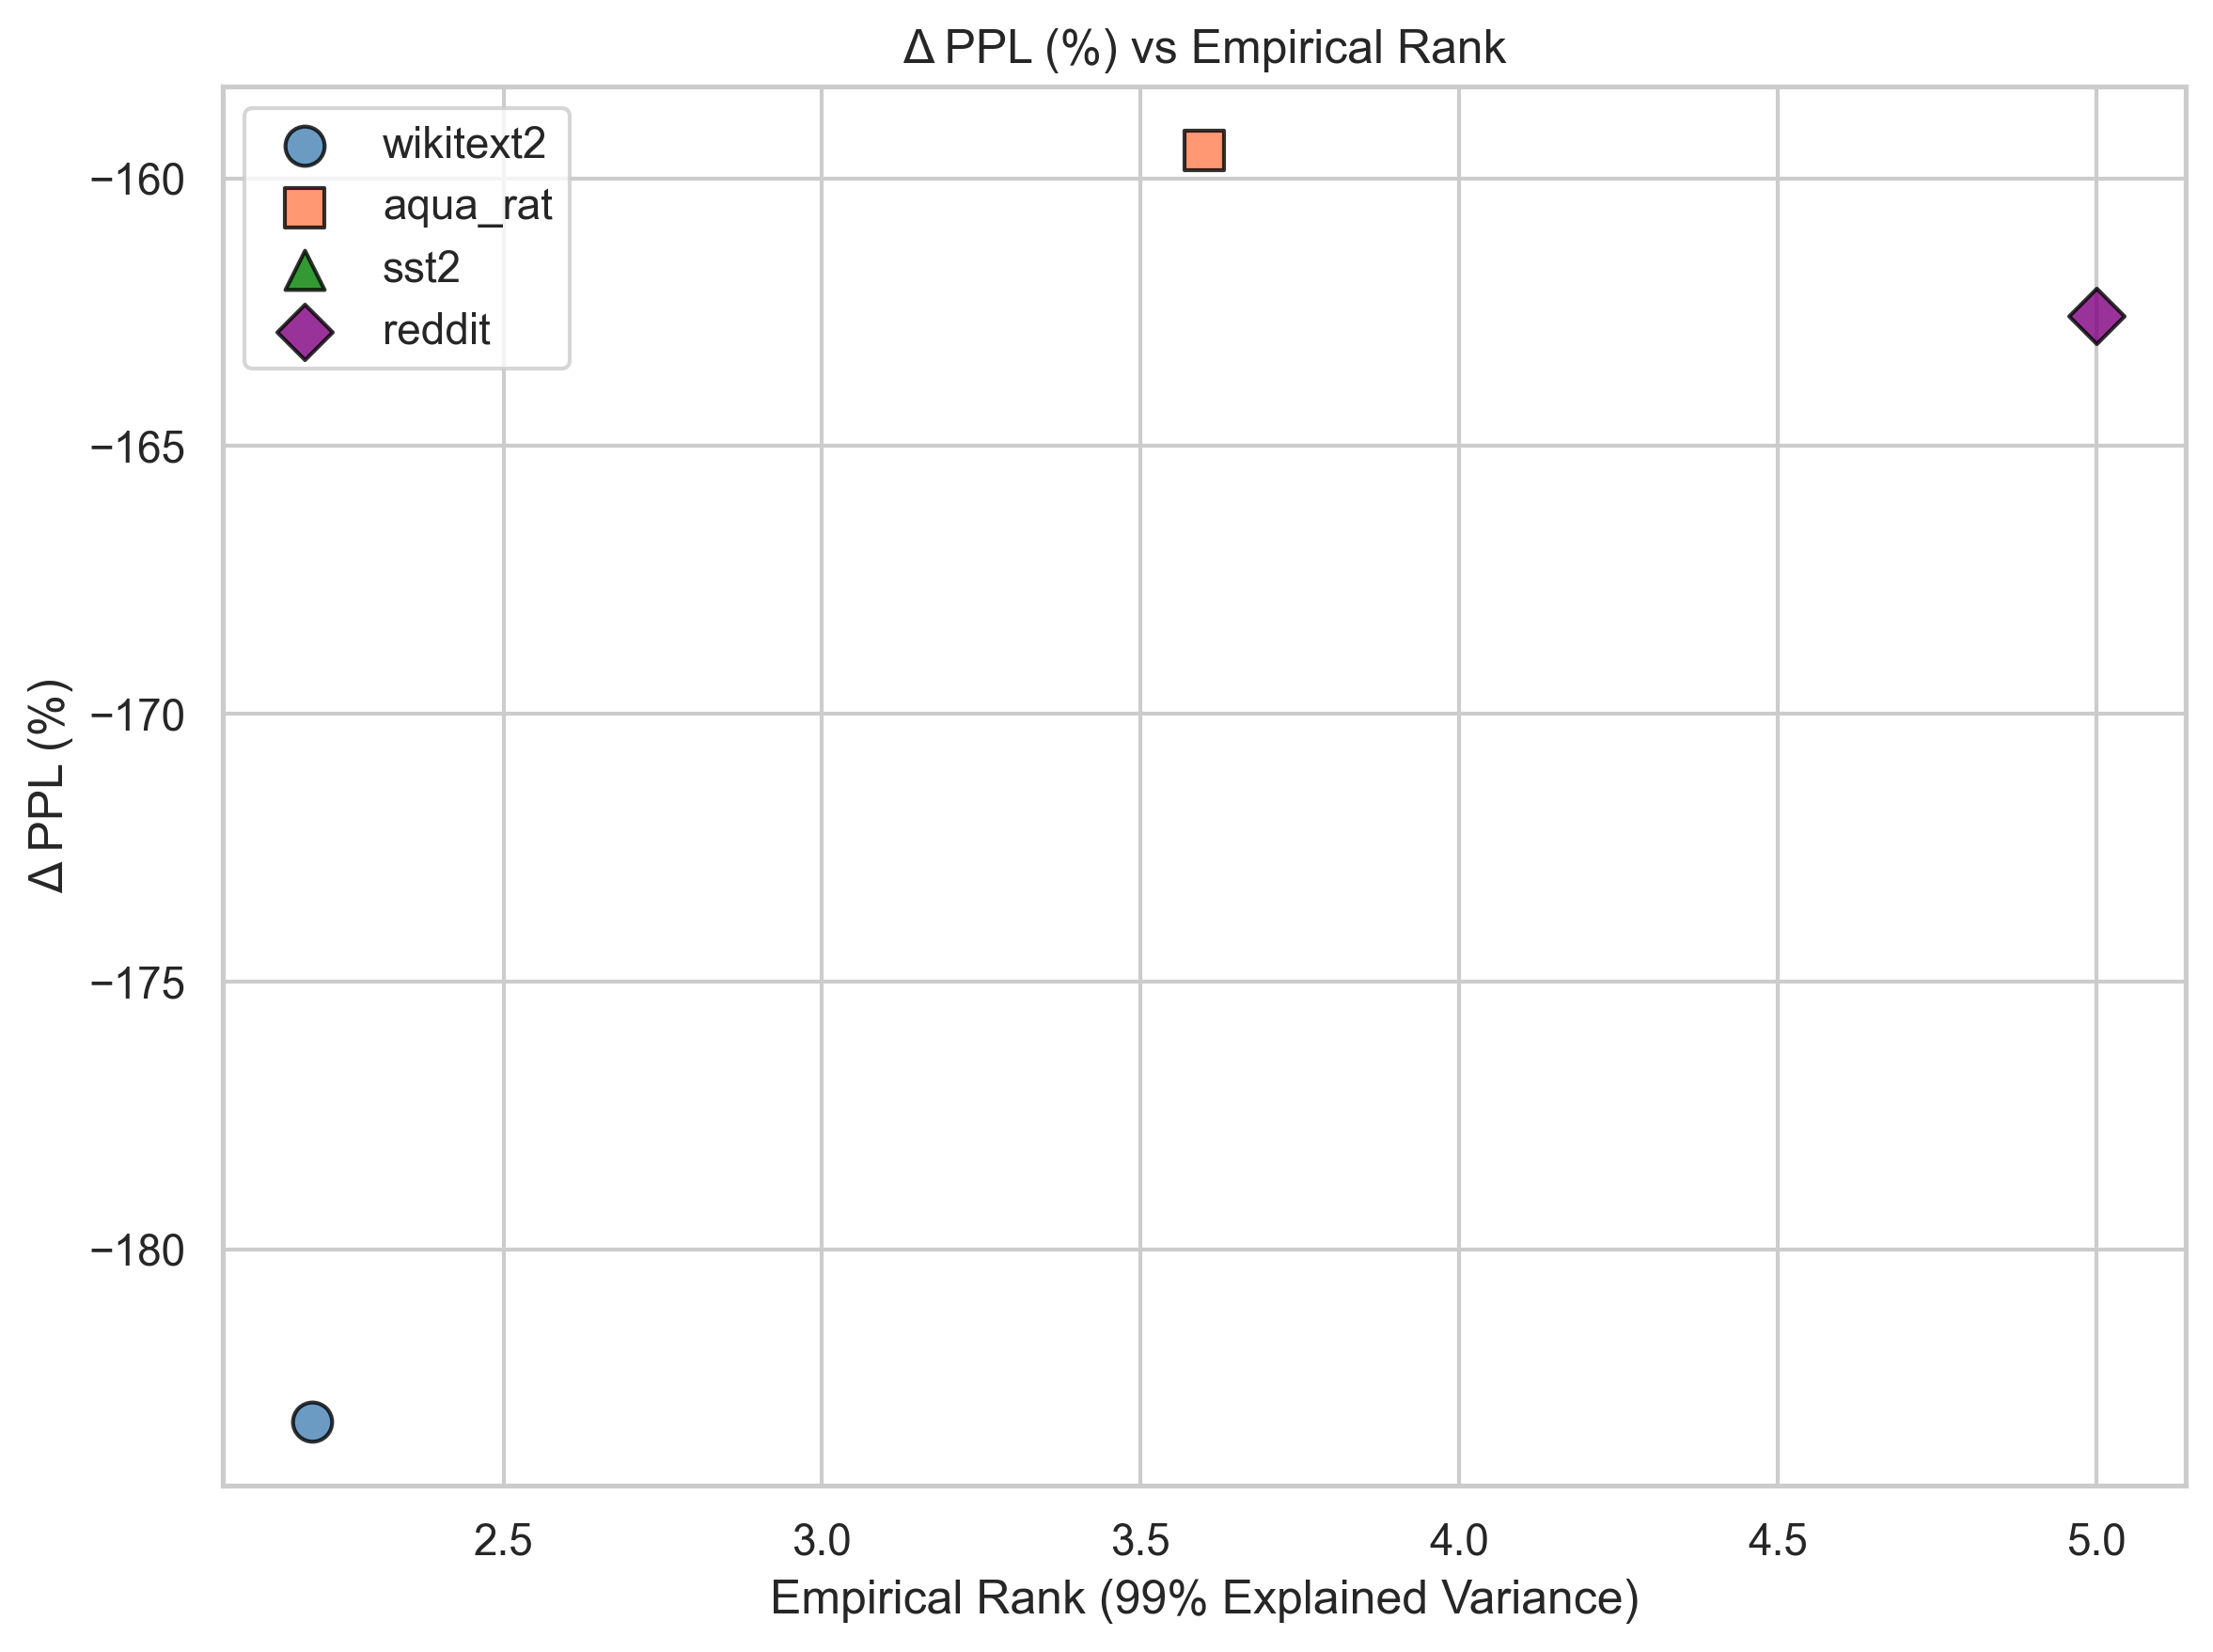 Δ PPL (%) vs Empirical Rank
wikitext2
aqua_rat
sst2
reddit
−160
−165
−170
−175
−180
Δ PPL (%)
2.5 3.0 3.5 4.0 4.5 5.0
Empirical Rank (99% Explained Variance)